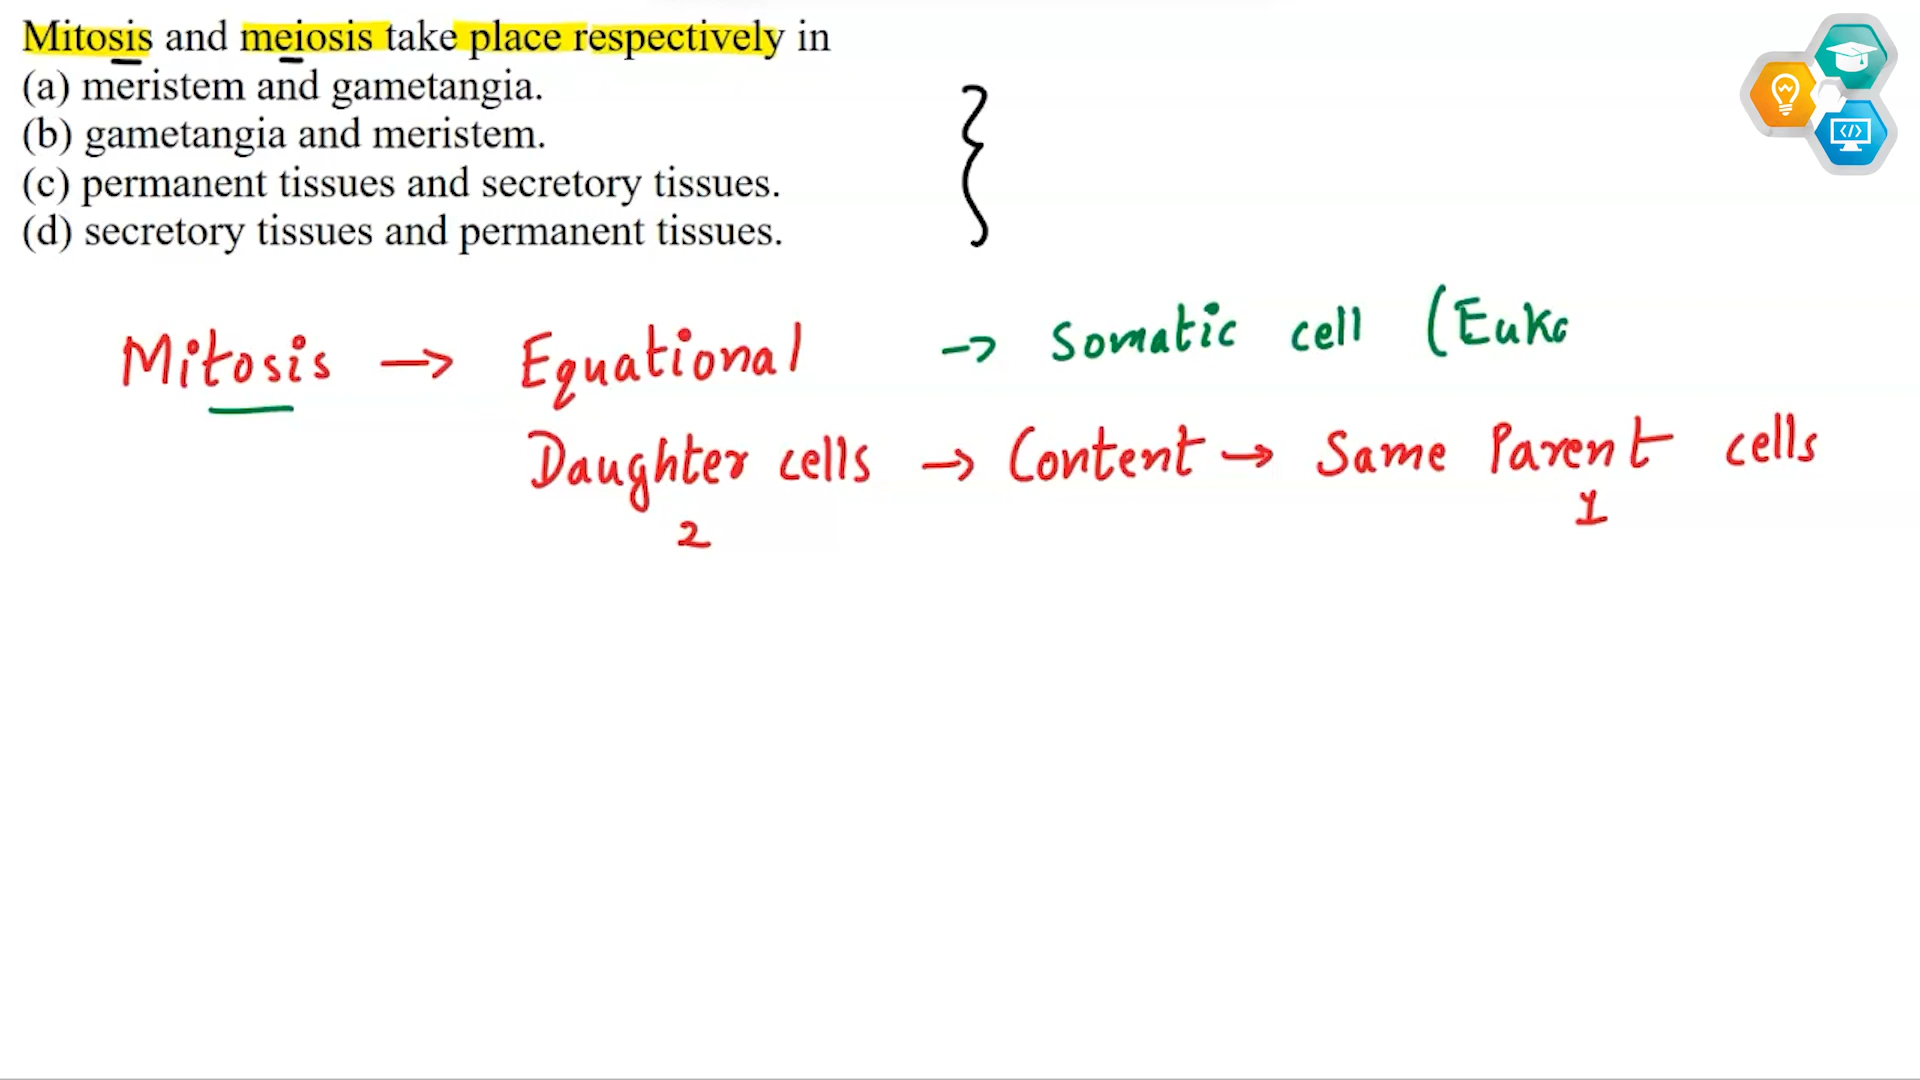 Mitosis and meiosis take place respectively in
(a) meristem and gametangia.
(b) gametangia and meristem.
(c) permanent tissues and secretory tissues.
(d) secretory tissues and permanent tissues.
Mitosis → Equational → Somatic cell (Euka
Daughter cells → Content → Same Parent cells
2 1